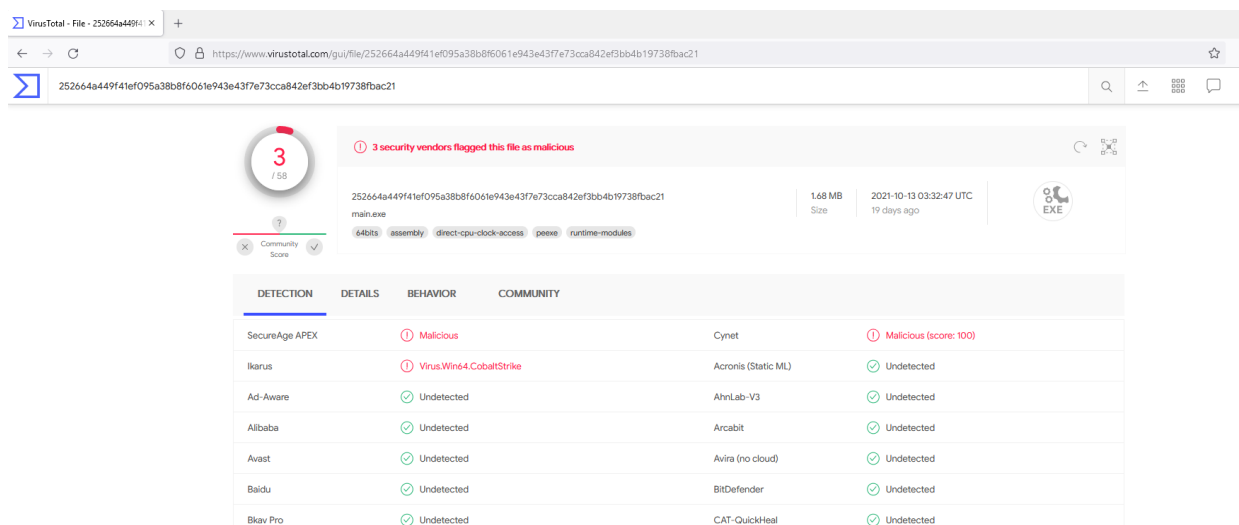 VirusTotal - File - 252664a449f41
https://www.virustotal.com/gui/file/252664a449f41ef095a38b8f6061e943e43f7e73cca842ef3bb4b19738fbac21
252664a449f41ef095a38b8f6061e943e43f7e73cca842ef3bb4b19738fbac21
3
/ 58
3 security vendors flagged this file as malicious
252664a449f41ef095a38b8f6061e943e43f7e73cca842ef3bb4b19738fbac21
main.exe
64bits assembly direct-cpu-clock-access peexe runtime-modules
1.68 MB
Size
2021-10-13 03:32:47 UTC
19 days ago
EXE
?
Community
Score
DETECTION DETAILS BEHAVIOR COMMUNITY
SecureAge APEX Malicious Cynet Malicious (score: 100)
Ikarus Virus.Win64.CobaltStrike Acronis (Static ML) Undetected
Ad-Aware Undetected AhnLab-V3 Undetected
Alibaba Undetected Arcabit Undetected
Avast Undetected Avira (no cloud) Undetected
Baidu Undetected BitDefender Undetected
Bkav Pro Undetected CAT-QuickHeal Undetected